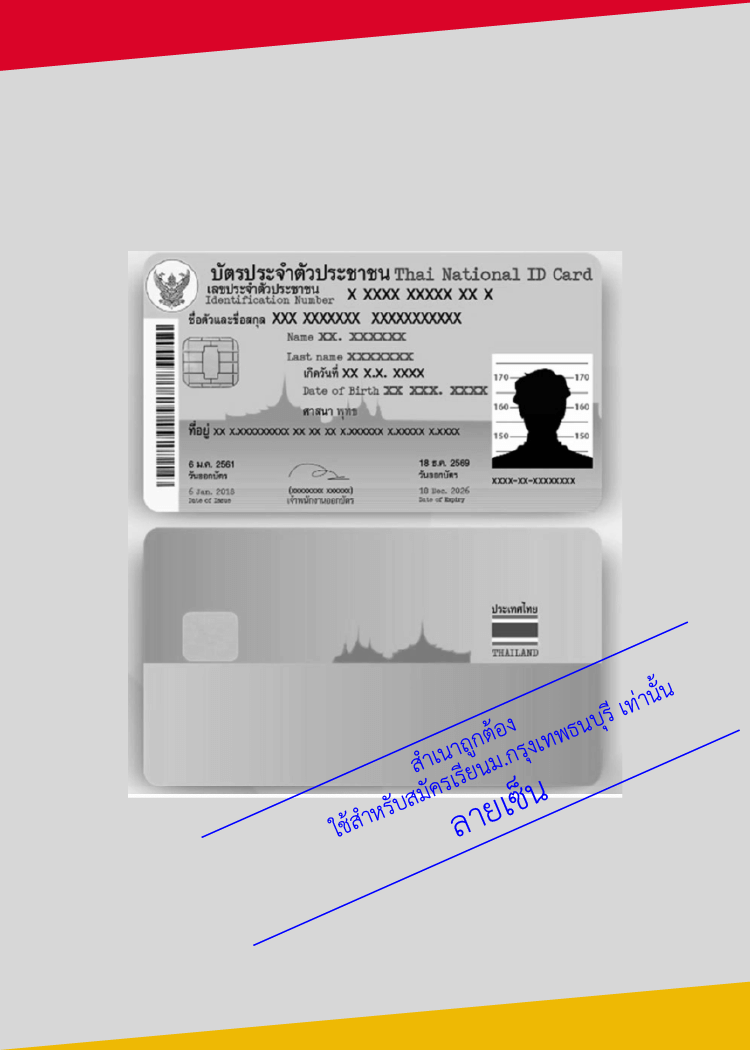 บัตรประจำตัวประชาชน Thai National ID Card
เลขประจำตัวประชาชน
Identification Number X XXXX XXXXX XX X
ชื่อตัวและชื่อสกุล XXX XXXXXXX XXXXXXXXXXX
Name XX. XXXXXX
Last name XXXXXXX
เกิดวันที่ XX X.X. XXXX
Date of Birth XX XXX. XXXX
ศาสนา พุทธ
ที่อยู่ XX X.XXXXXXXXX XX XX XX X.XXXXXX X.XXXXX X.XXXX
170 170
160 160
150 150
XXXX-XX-XXXXXXXX
6 ม.ค. 2561
วันออกบัตร
6 Jan. 2018
Date of Issue
(XXXXXXXX XXXXXX)
เจ้าพนักงานออกบัตร
18 ธ.ค. 2569
วันออกบัตร
18 Dec. 2026
Date of Expiry
ประเทศไทย
THAILAND
สำเนาถูกต้อง
ใช้สำหรับสมัครเรียนม.กรุงเทพธนบุรี เท่านั้น
ลายเซ็น